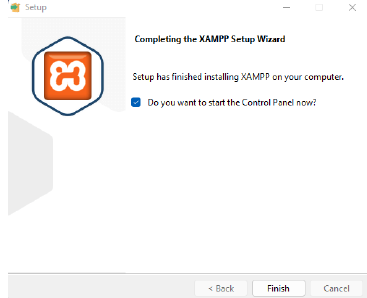 Setup
Completing the XAMPP Setup Wizard
Setup has finished installing XAMPP on your computer.
Do you want to start the Control Panel now?
< Back
Finish
Cancel